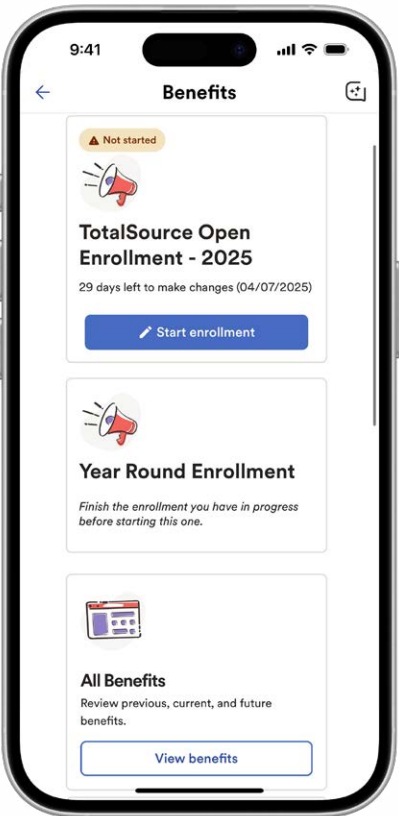 9:41
Benefits
Not started
TotalSource Open
Enrollment - 2025
29 days left to make changes (04/07/2025)
Start enrollment
Year Round Enrollment
Finish the enrollment you have in progress
before starting this one.
All Benefits
Review previous, current, and future
benefits.
View benefits